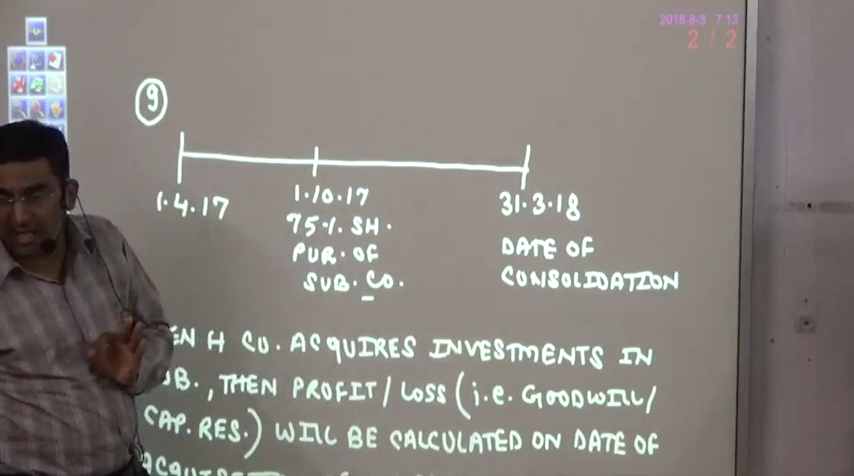 2018-8-3 7:13
2 / 2
9
1.4.17
1.10.17
75% SH.
PUR. OF
SUB. CO.
31.3.18
DATE OF
CONSOLIDATION
EN H CO. ACQUIRES INVESTMENTS IN
UB., THEN PROFIT/LOSS (i.e. GOODWILL/
CAP. RES.) WILL BE CALCULATED ON DATE OF